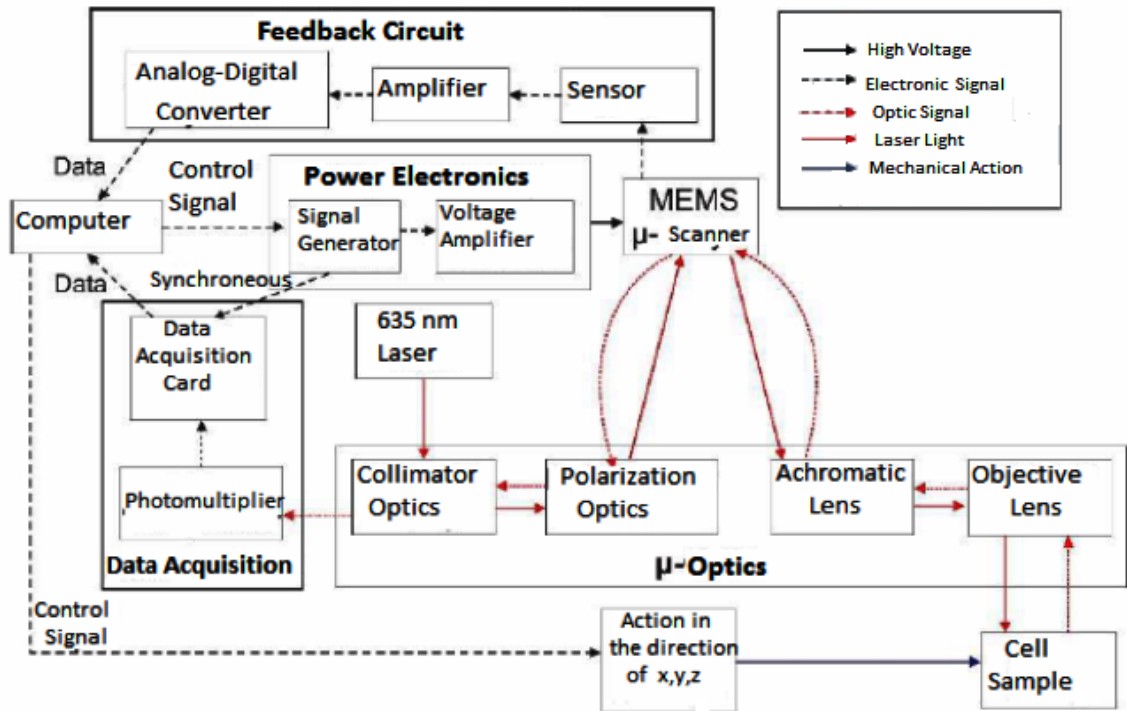 Feedback Circuit
Analog-Digital
Converter
Amplifier
Sensor
High Voltage
Electronic Signal
Optic Signal
Laser Light
Mechanical Action
Data
Control
Signal
Power Electronics
Computer
Signal
Generator
Voltage
Amplifier
MEMS
μ- Scanner
Data
Synchroneous
Data
Acquisition
Card
635 nm
Laser
Photomultiplier
Data Acquisition
Collimator
Optics
Polarization
Optics
Achromatic
Lens
Objective
Lens
μ-Optics
Control
Signal
Action in
the direction
of x,y,z
Cell
Sample